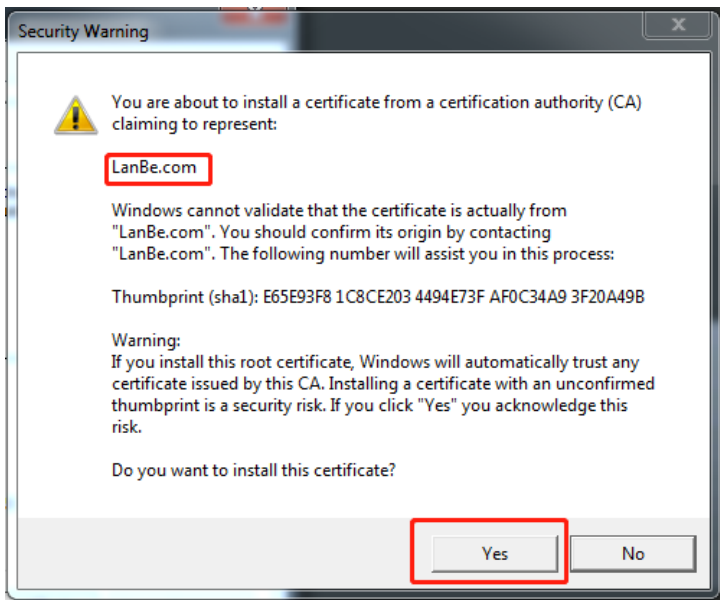 Security Warning
You are about to install a certificate from a certification authority (CA)
claiming to represent:
LanBe.com
Windows cannot validate that the certificate is actually from
"LanBe.com". You should confirm its origin by contacting
"LanBe.com". The following number will assist you in this process:
Thumbprint (sha1): E65E93F8 1C8CE203 4494E73F AF0C34A9 3F20A49B
Warning:
If you install this root certificate, Windows will automatically trust any
certificate issued by this CA. Installing a certificate with an unconfirmed
thumbprint is a security risk. If you click "Yes" you acknowledge this
risk.
Do you want to install this certificate?
Yes No